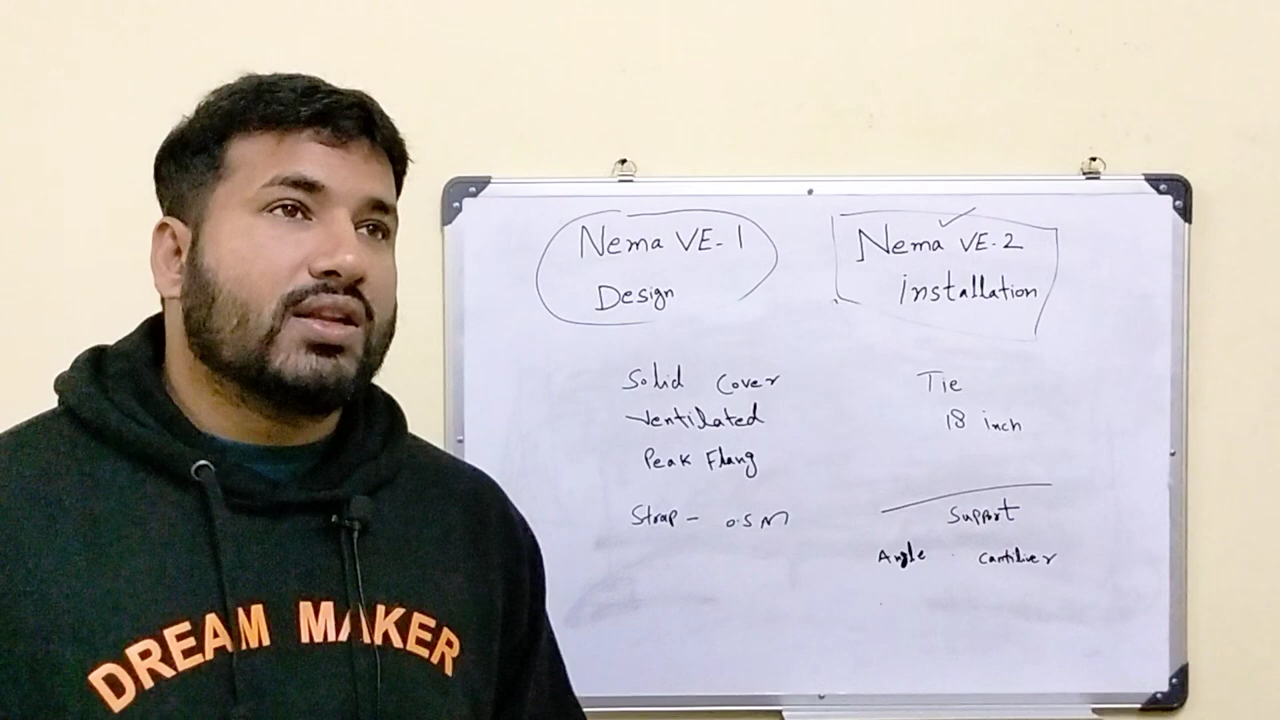 Nema VE-1
Design
Solid Cover
Ventilated
Peak Flang
Strap - 0.5 M
Nema VE-2
installation
Tie
18 inch
Support
Angle cantiliver
DREAM MAKER